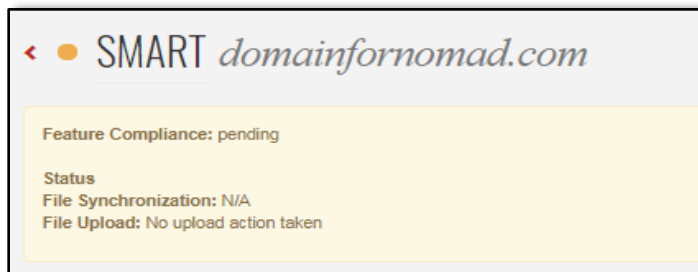 SMART domainfornomad.com
Feature Compliance: pending
Status
File Synchronization: N/A
File Upload: No upload action taken